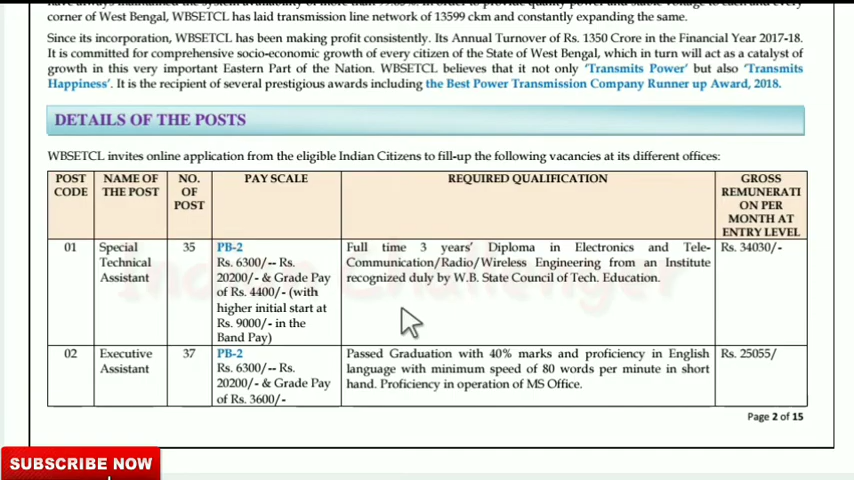 corner of West Bengal, WBSETCL has laid transmission line network of 13599 ckm and constantly expanding the same.
Since its incorporation, WBSETCL has been making profit consistently. Its Annual Turnover of Rs. 1350 Crore in the Financial Year 2017-18.
It is committed for comprehensive socio-economic growth of every citizen of the State of West Bengal, which in turn will act as a catalyst of
growth in this very important Eastern Part of the Nation. WBSETCL believes that it not only 'Transmits Power' but also 'Transmits
Happiness'. It is the recipient of several prestigious awards including the Best Power Transmission Company Runner up Award, 2018.
DETAILS OF THE POSTS
WBSETCL invites online application from the eligible Indian Citizens to fill-up the following vacancies at its different offices:
POST CODE
NAME OF THE POST
NO. OF POST
PAY SCALE
REQUIRED QUALIFICATION
GROSS REMUNERATI ON PER MONTH AT ENTRY LEVEL
01
Special Technical Assistant
35
PB-2
Rs. 6300/-- Rs.
20200/- & Grade Pay
of Rs. 4400/- (with
higher initial start at
Rs. 9000/- in the
Band Pay)
Full time 3 years' Diploma in Electronics and Tele-
Communication/Radio/Wireless Engineering from an Institute
recognized duly by W.B. State Council of Tech. Education.
Rs. 34030/-
02
Executive Assistant
37
PB-2
Rs. 6300/-- Rs.
20200/- & Grade Pay
of Rs. 3600/-
Passed Graduation with 40% marks and proficiency in English
language with minimum speed of 80 words per minute in short
hand. Proficiency in operation of MS Office.
Rs. 25055/
Page 2 of 15
SUBSCRIBE NOW